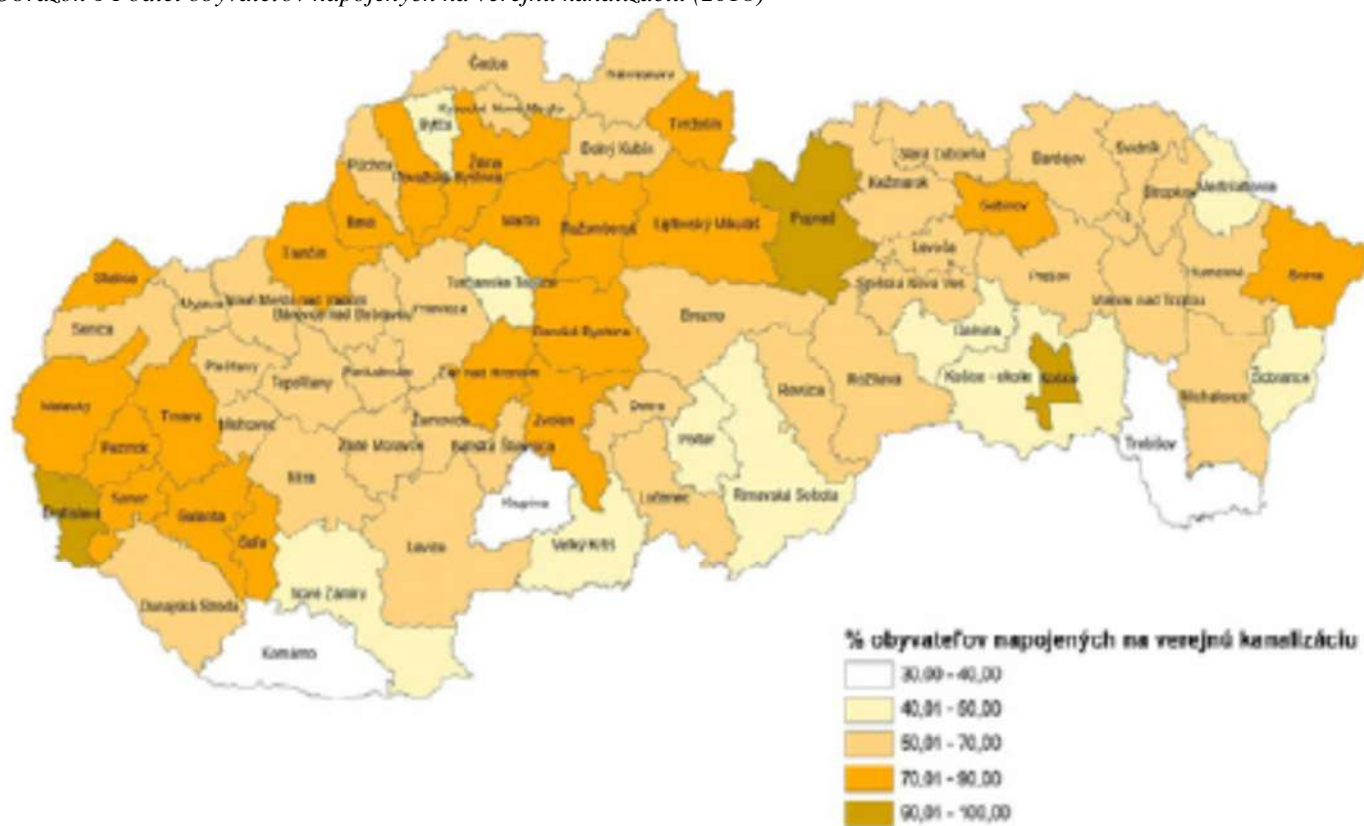 Podiel obyvateľov napojených na verejnú kanalizáciu (2018)
Čadca
Námestovo
Bytča
Tvrdošín
Púchov
Žilina
Dolný Kubín
Považská Bystrica
Stará Ľubovňa
Bardejov
Svidník
Stropkov
Medzilaborce
Kežmarok
Ilava
Martin
Ružomberok
Liptovský Mikuláš
Poprad
Sabinov
Trenčín
Levoča
Skalica
Turčianske Teplice
Spišská Nová Ves
Prešov
Humenné
Snina
Myjava
Nové Mesto nad Váhom
Bánovce nad Bebravou
Prievidza
Vranov nad Topľou
Senica
Banská Bystrica
Brezno
Gelnica
Piešťany
Topoľčany
Partizánske
Žiar nad Hronom
Košice - okolie
Košice
Sobrance
Rožňava
Revúca
Michalovce
Malacky
Trnava
Hlohovec
Žarnovica
Zvolen
Detva
Poltár
Pezinok
Zlaté Moravce
Banská Štiavnica
Trebišov
Nitra
Krupina
Lučenec
Rimavská Sobota
Senec
Bratislava
Galanta
Šaľa
Levice
Veľký Krtíš
Nové Zámky
Dunajská Streda
Komárno
% obyvateľov napojených na verejnú kanalizáciu
30,00 - 40,00
40,01 - 50,00
50,01 - 70,00
70,01 - 90,00
90,01 - 100,00